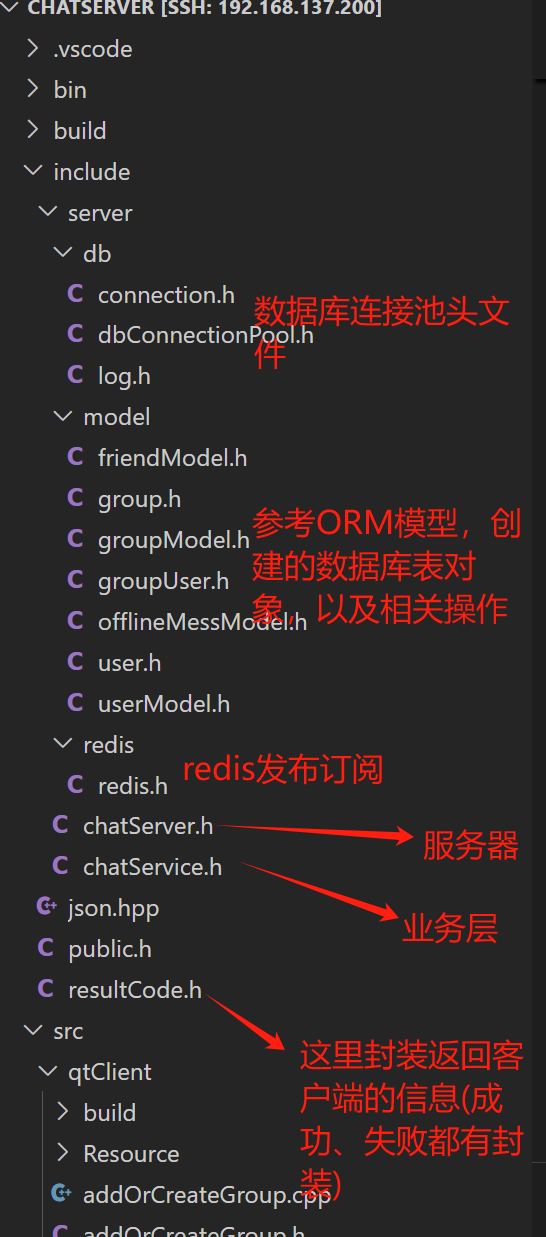 CHATSERVER [SSH: 192.168.137.200]
.vscode
bin
build
include
server
db
connection.h
dbConnectionPool.h
log.h
数据库连接池头文
件
model
friendModel.h
group.h
groupModel.h
groupUser.h
offlineMessModel.h
user.h
userModel.h
参考ORM模型，创
建的数据库表对
象，以及相关操作
redis
redis.h
redis发布订阅
chatServer.h
服务器
chatService.h
业务层
json.hpp
public.h
resultCode.h
这里封装返回客
户端的信息(成
功、失败都有封
装)
src
qtClient
build
Resource
addOrCreateGroup.cpp
addOrCreateGroup.h